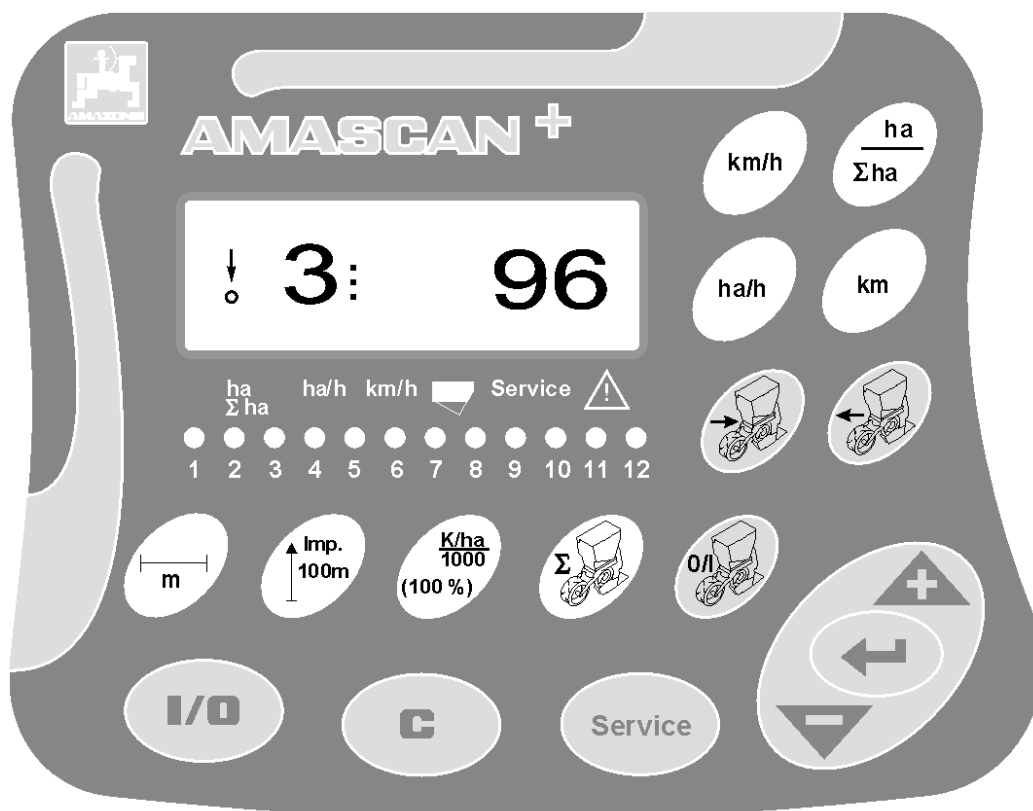 AMAZONE
AMASCAN +
km/h
ha
Σha
3: 96
ha/h
km
ha
Σ ha
ha/h km/h Service !
1 2 3 4 5 6 7 8 9 10 11 12
m
Imp.
100m
K/ha
1000
(100 %)
Σ
0/I
I/O
C
Service
+
−